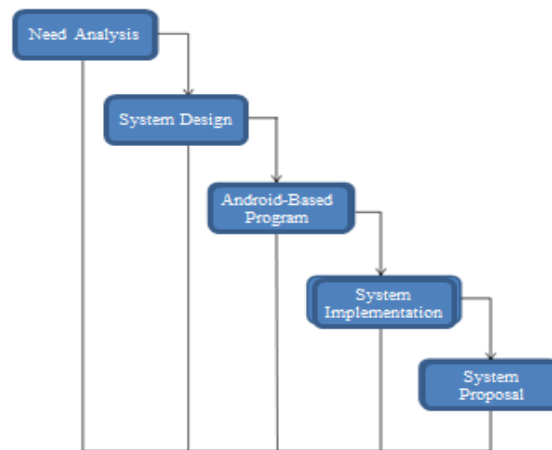 Need Analysis
System Design
Android-Based
Program
System
Implementation
System
Proposal